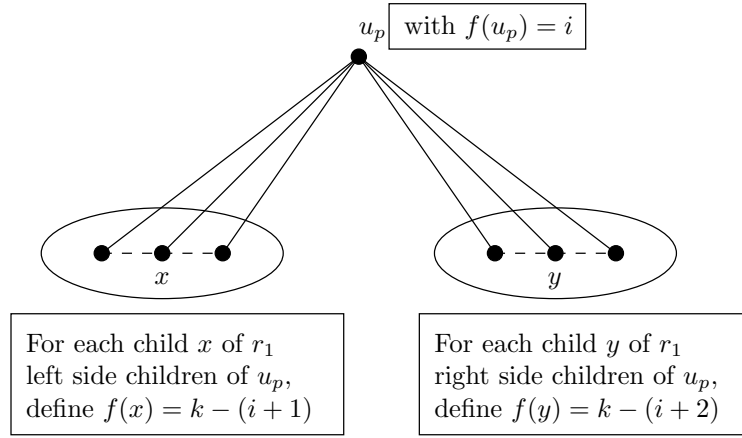 u_p with f(u_p) = i
x y
For each child x of r_1
left side children of u_p,
define f(x) = k − (i + 1)
For each child y of r_1
right side children of u_p,
define f(y) = k − (i + 2)